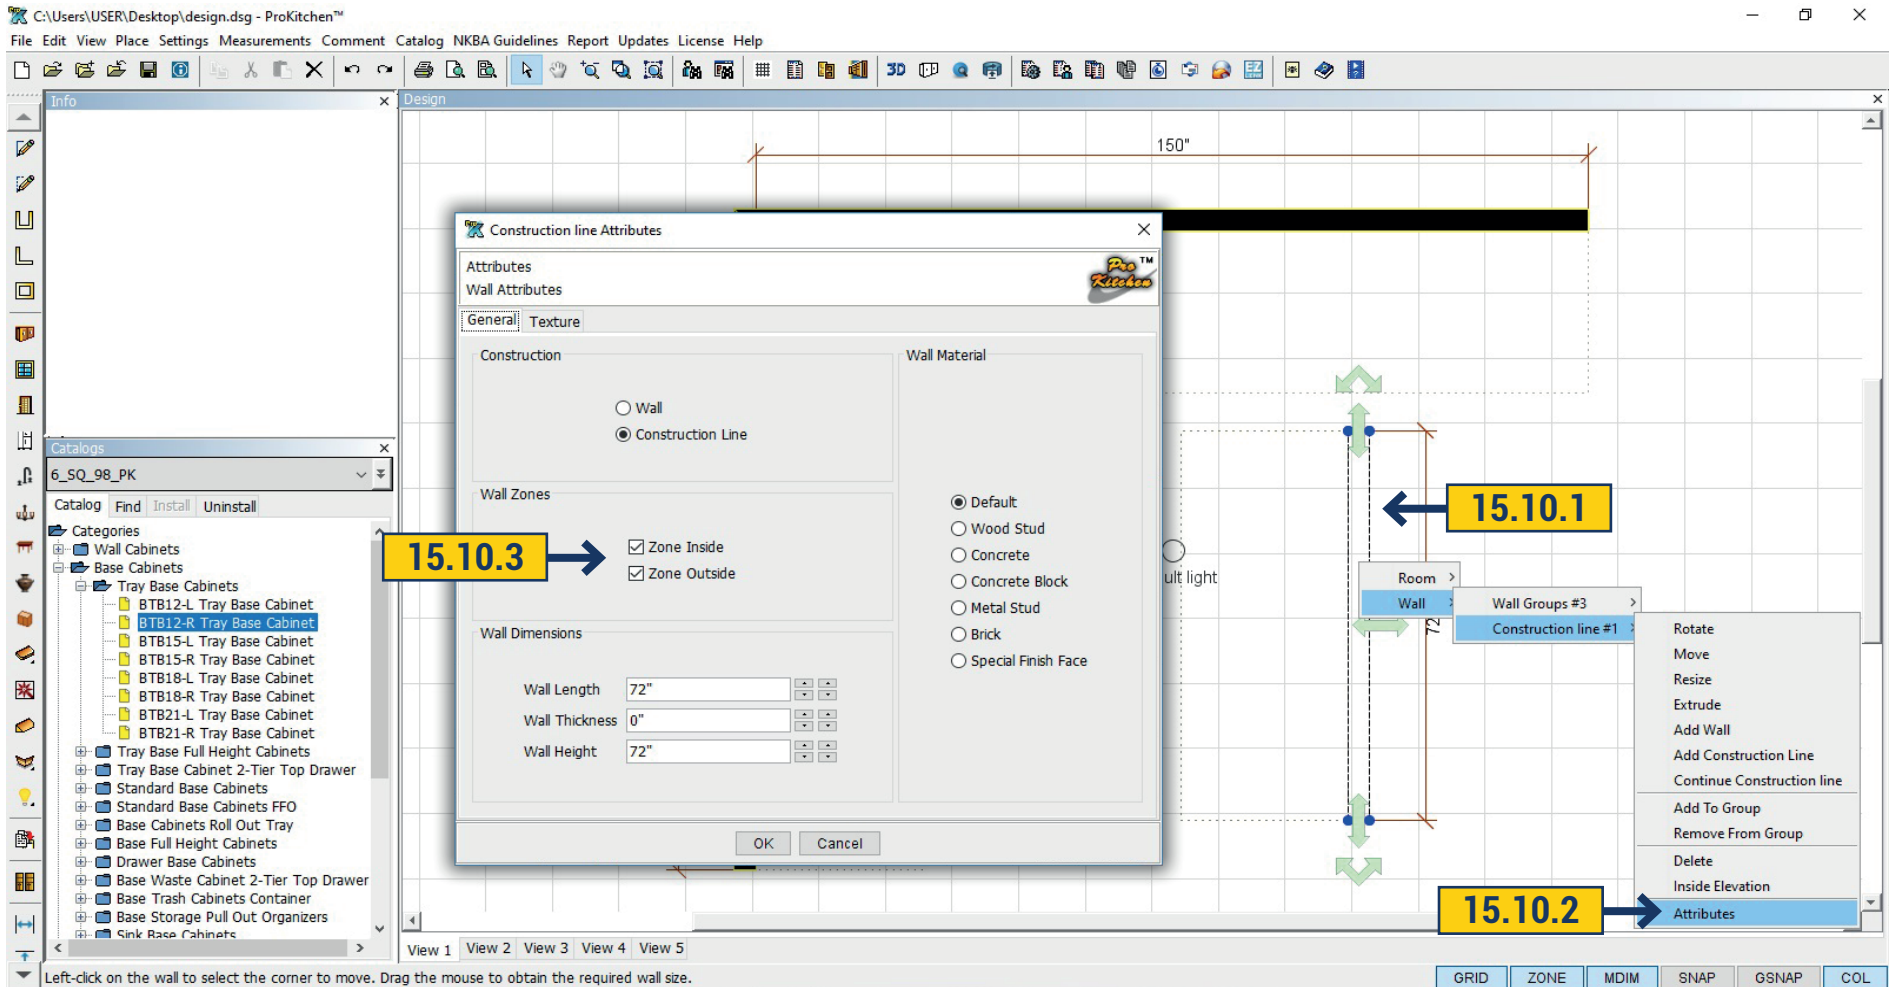 C:\Users\USER\Desktop\design.dsg - ProKitchen™
File Edit View Place Settings Measurements Comment Catalog NKBA Guidelines Report Updates License Help
3D
EZ
Info
Design
150"
Construction line Attributes
Attributes
Wall Attributes
Pro Kitchen ™
General Texture
Construction
Wall
Construction Line
Wall Zones
Zone Inside
Zone Outside
Wall Dimensions
Wall Length 72"
Wall Thickness 0"
Wall Height 72"
Wall Material
Default
Wood Stud
Concrete
Concrete Block
Metal Stud
Brick
Special Finish Face
OK Cancel
15.10.3
15.10.1
15.10.2
ult light
72
Room
Wall
Wall Groups #3
Construction line #1
Rotate
Move
Resize
Extrude
Add Wall
Add Construction Line
Continue Construction line
Add To Group
Remove From Group
Delete
Inside Elevation
Attributes
Catalogs
6_SQ_98_PK
Catalog Find Install Uninstall
Categories
Wall Cabinets
Base Cabinets
Tray Base Cabinets
BTB12-L Tray Base Cabinet
BTB12-R Tray Base Cabinet
BTB15-L Tray Base Cabinet
BTB15-R Tray Base Cabinet
BTB18-L Tray Base Cabinet
BTB18-R Tray Base Cabinet
BTB21-L Tray Base Cabinet
BTB21-R Tray Base Cabinet
Tray Base Full Height Cabinets
Tray Base Cabinet 2-Tier Top Drawer
Standard Base Cabinets
Standard Base Cabinets FFO
Base Cabinets Roll Out Tray
Base Full Height Cabinets
Drawer Base Cabinets
Base Waste Cabinet 2-Tier Top Drawer
Base Trash Cabinets Container
Base Storage Pull Out Organizers
Sink Base Cabinets
View 1 View 2 View 3 View 4 View 5
Left-click on the wall to select the corner to move. Drag the mouse to obtain the required wall size.
GRID ZONE MDIM SNAP GSNAP COL